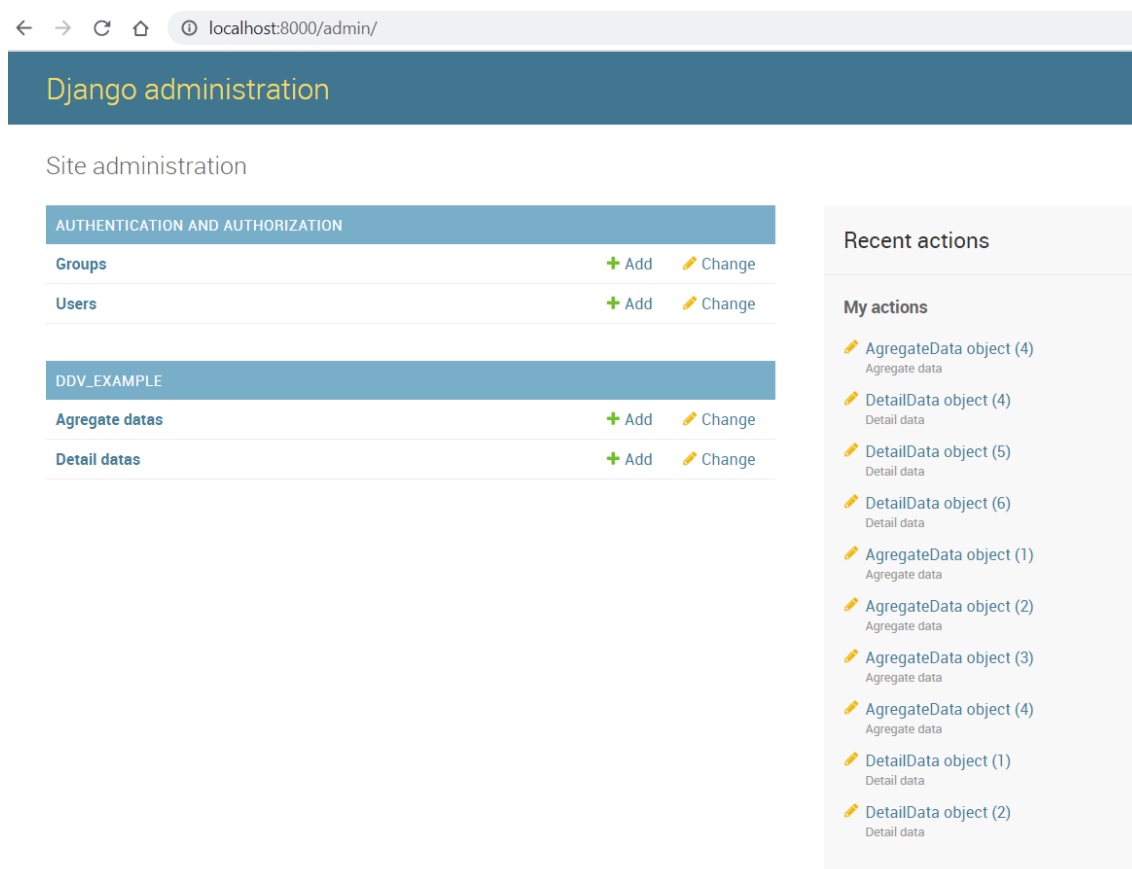 localhost:8000/admin/
Django administration
Site administration
AUTHENTICATION AND AUTHORIZATION
Groups Add Change
Users Add Change
DDV_EXAMPLE
Agregate datas Add Change
Detail datas Add Change
Recent actions
My actions
AgregateData object (4)
Agregate data
DetailData object (4)
Detail data
DetailData object (5)
Detail data
DetailData object (6)
Detail data
AgregateData object (1)
Agregate data
AgregateData object (2)
Agregate data
AgregateData object (3)
Agregate data
AgregateData object (4)
Agregate data
DetailData object (1)
Detail data
DetailData object (2)
Detail data